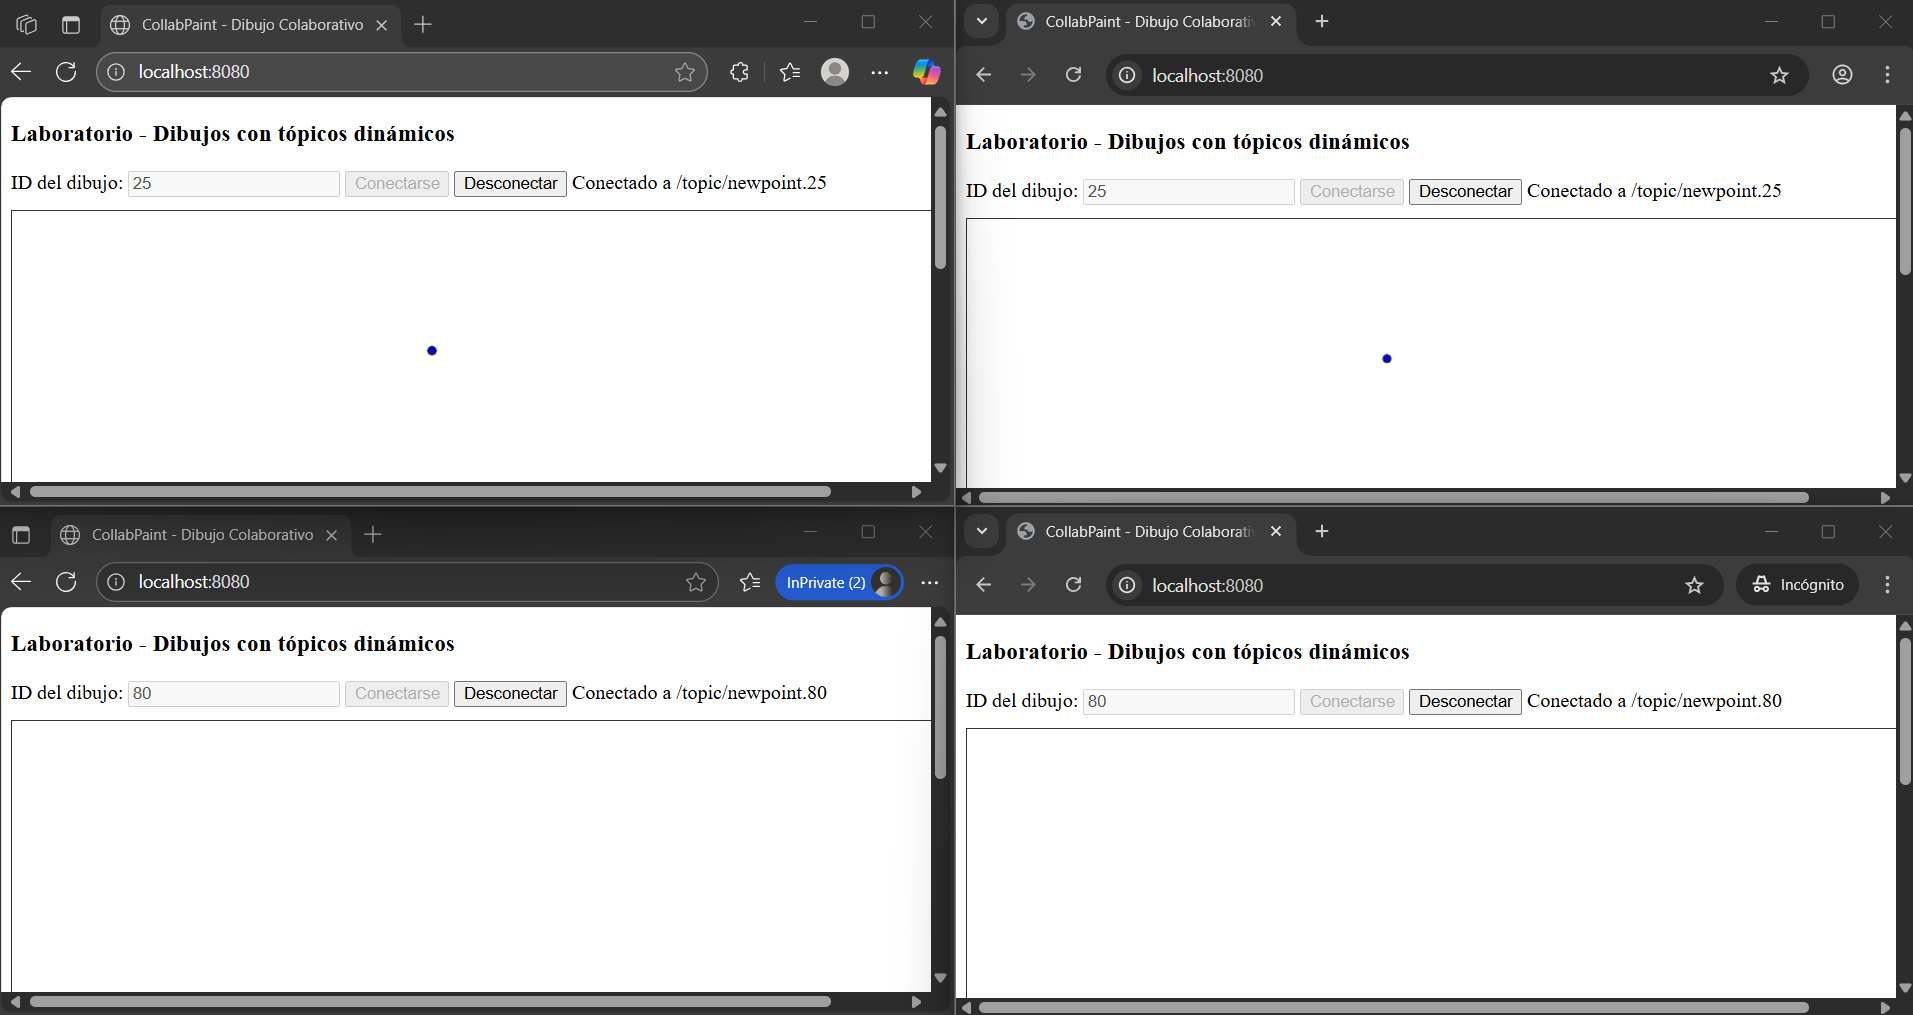 CollabPaint - Dibujo Colaborativo
localhost:8080
Laboratorio - Dibujos con tópicos dinámicos
ID del dibujo: 25 Conectarse Desconectar Conectado a /topic/newpoint.25
CollabPaint - Dibujo Colaborati
localhost:8080
Laboratorio - Dibujos con tópicos dinámicos
ID del dibujo: 25 Conectarse Desconectar Conectado a /topic/newpoint.25
CollabPaint - Dibujo Colaborativo
localhost:8080 InPrivate (2)
Laboratorio - Dibujos con tópicos dinámicos
ID del dibujo: 80 Conectarse Desconectar Conectado a /topic/newpoint.80
CollabPaint - Dibujo Colaborati
localhost:8080 Incógnito
Laboratorio - Dibujos con tópicos dinámicos
ID del dibujo: 80 Conectarse Desconectar Conectado a /topic/newpoint.80